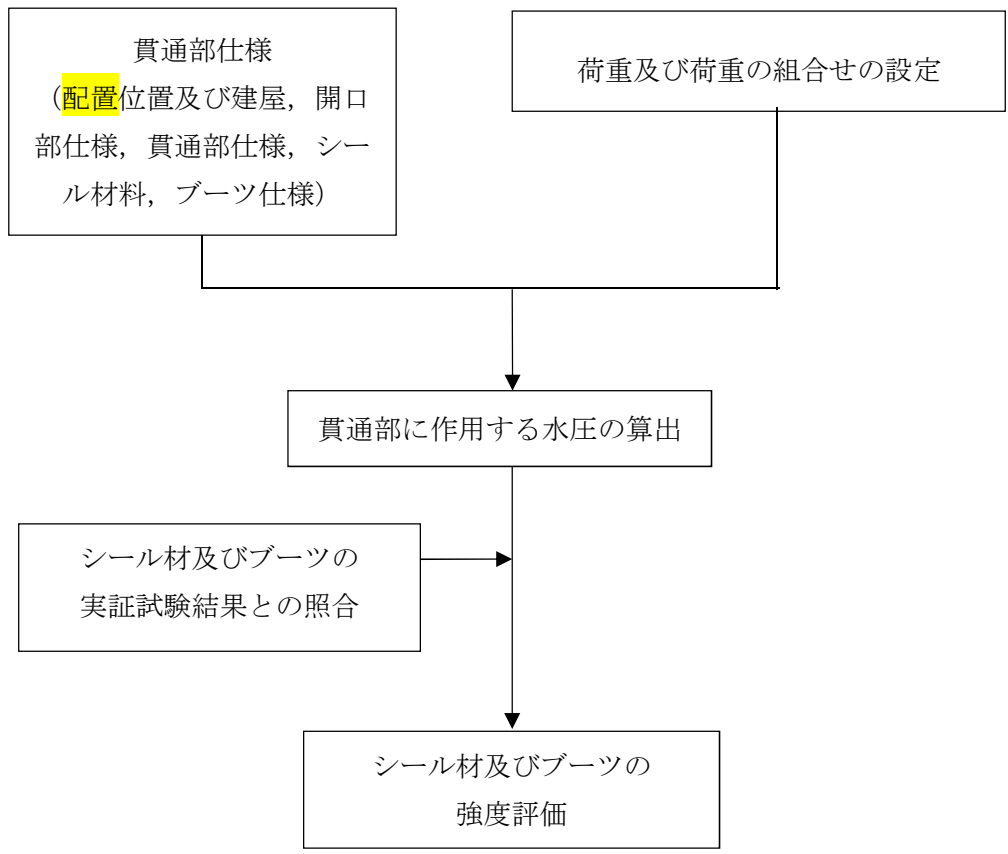 貫通部仕様
（配置位置及び建屋，開口
部仕様，貫通部仕様，シー
ル材料，ブーツ仕様）
荷重及び荷重の組合せの設定
貫通部に作用する水圧の算出
シール材及びブーツの
実証試験結果との照合
シール材及びブーツの
強度評価